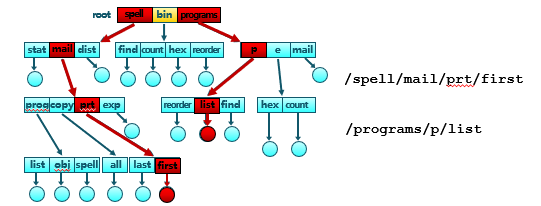 root spell bin programs
stat mail dist find count hex reorder p e mail
/spell/mail/prt/first
prog copy prt exp reorder list find hex count
/programs/p/list
list obj spell all last first